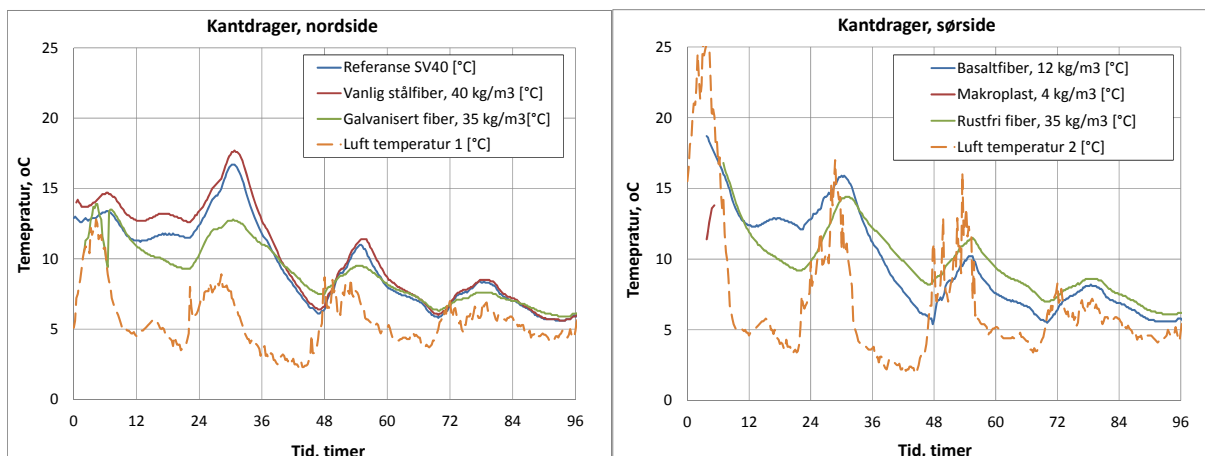 Kantdrager, nordside
25
20
15
10
5
0
Temepratur, oC
Referanse SV40 [°C]
Vanlig stålfiber, 40 kg/m3 [°C]
Galvanisert fiber, 35 kg/m3[°C]
Luft temperatur 1 [°C]
0 12 24 36 48 60 72 84 96
Tid, timer
Kantdrager, sørside
25
20
15
10
5
0
Temepratur, oC
Basaltfiber, 12 kg/m3 [°C]
Makroplast, 4 kg/m3 [°C]
Rustfri fiber, 35 kg/m3 [°C]
Luft temperatur 2 [°C]
0 12 24 36 48 60 72 84 96
Tid, timer